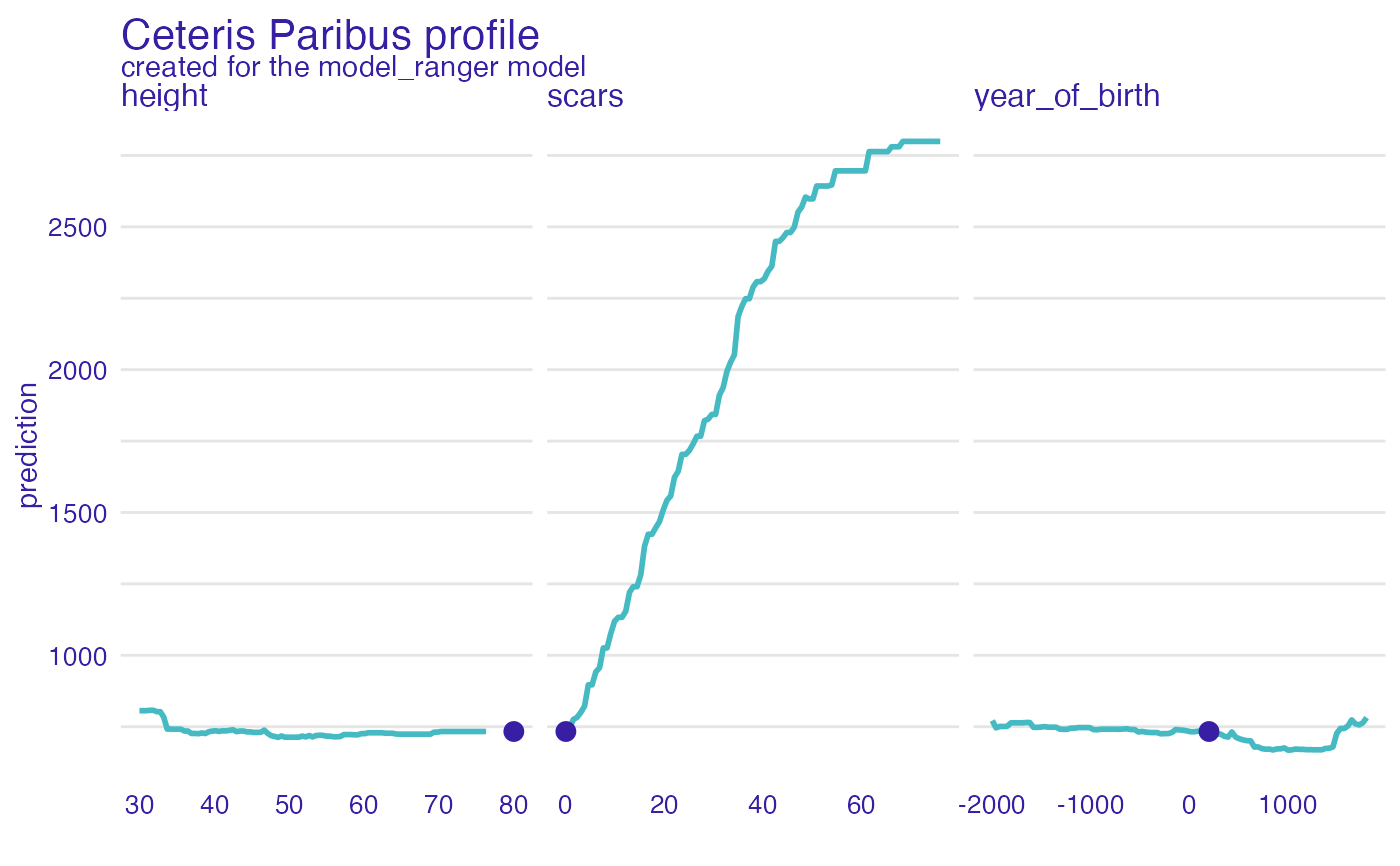 Ceteris Paribus profile
created for the model_ranger model
height scars year_of_birth
2500
2000
1500
1000
prediction
30 40 50 60 70 80 0 20 40 60 -2000 -1000 0 1000